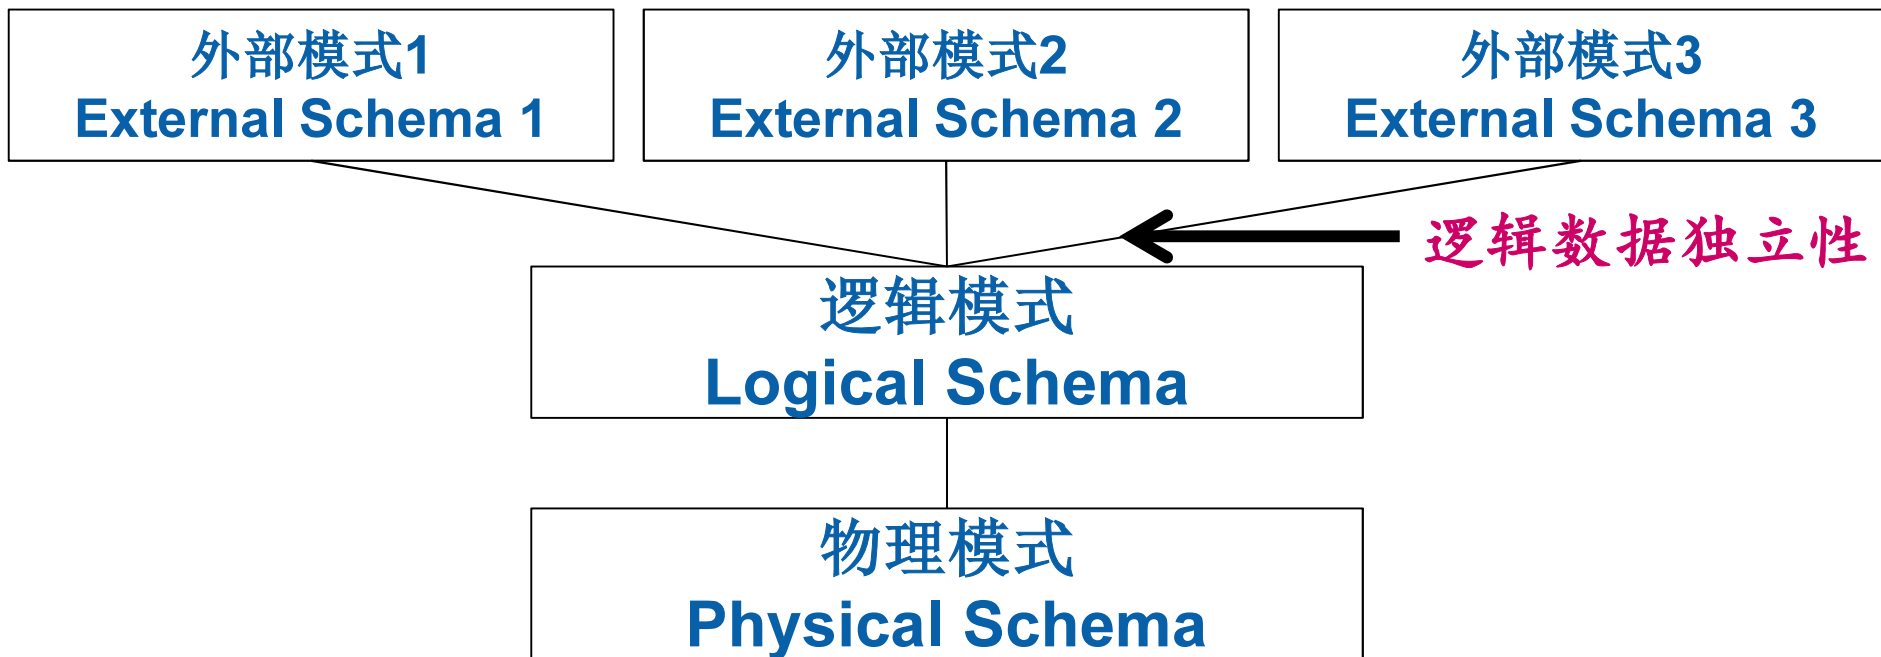 外部模式1
External Schema 1
外部模式2
External Schema 2
外部模式3
External Schema 3
逻辑数据独立性
逻辑模式
Logical Schema
物理模式
Physical Schema